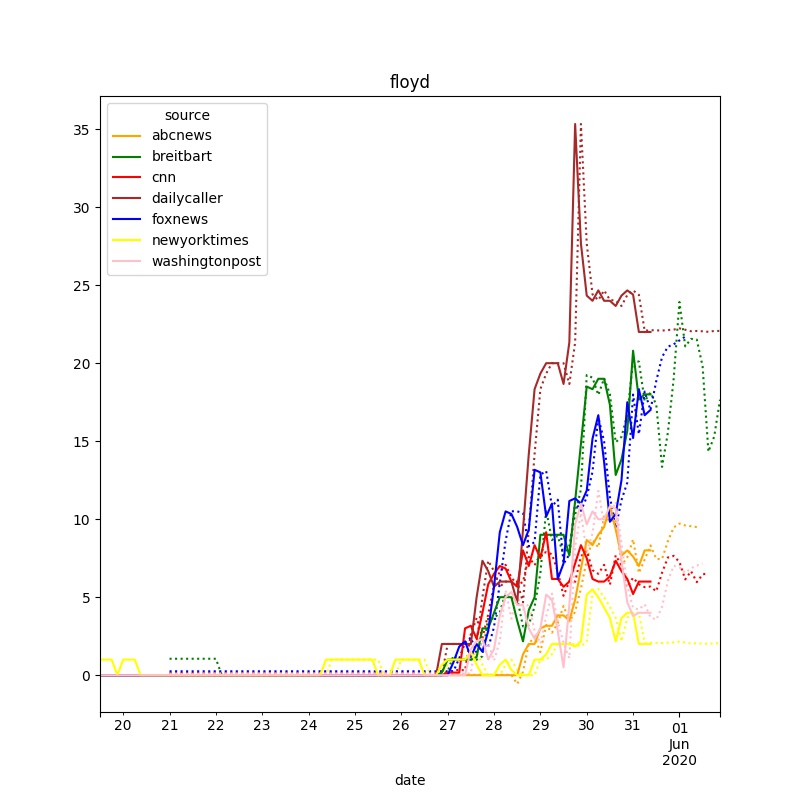 floyd
source
abcnews
breitbart
cnn
dailycaller
foxnews
newyorktimes
washingtonpost
35
30
25
20
15
10
5
0
20 21 22 23 24 25 26 27 28 29 30 31 01
Jun
2020
date